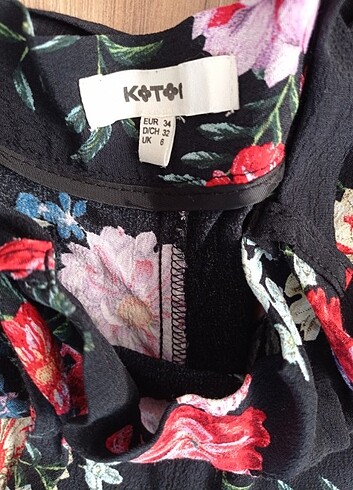 KOTON
EUR 34
D/CH 32
UK 6